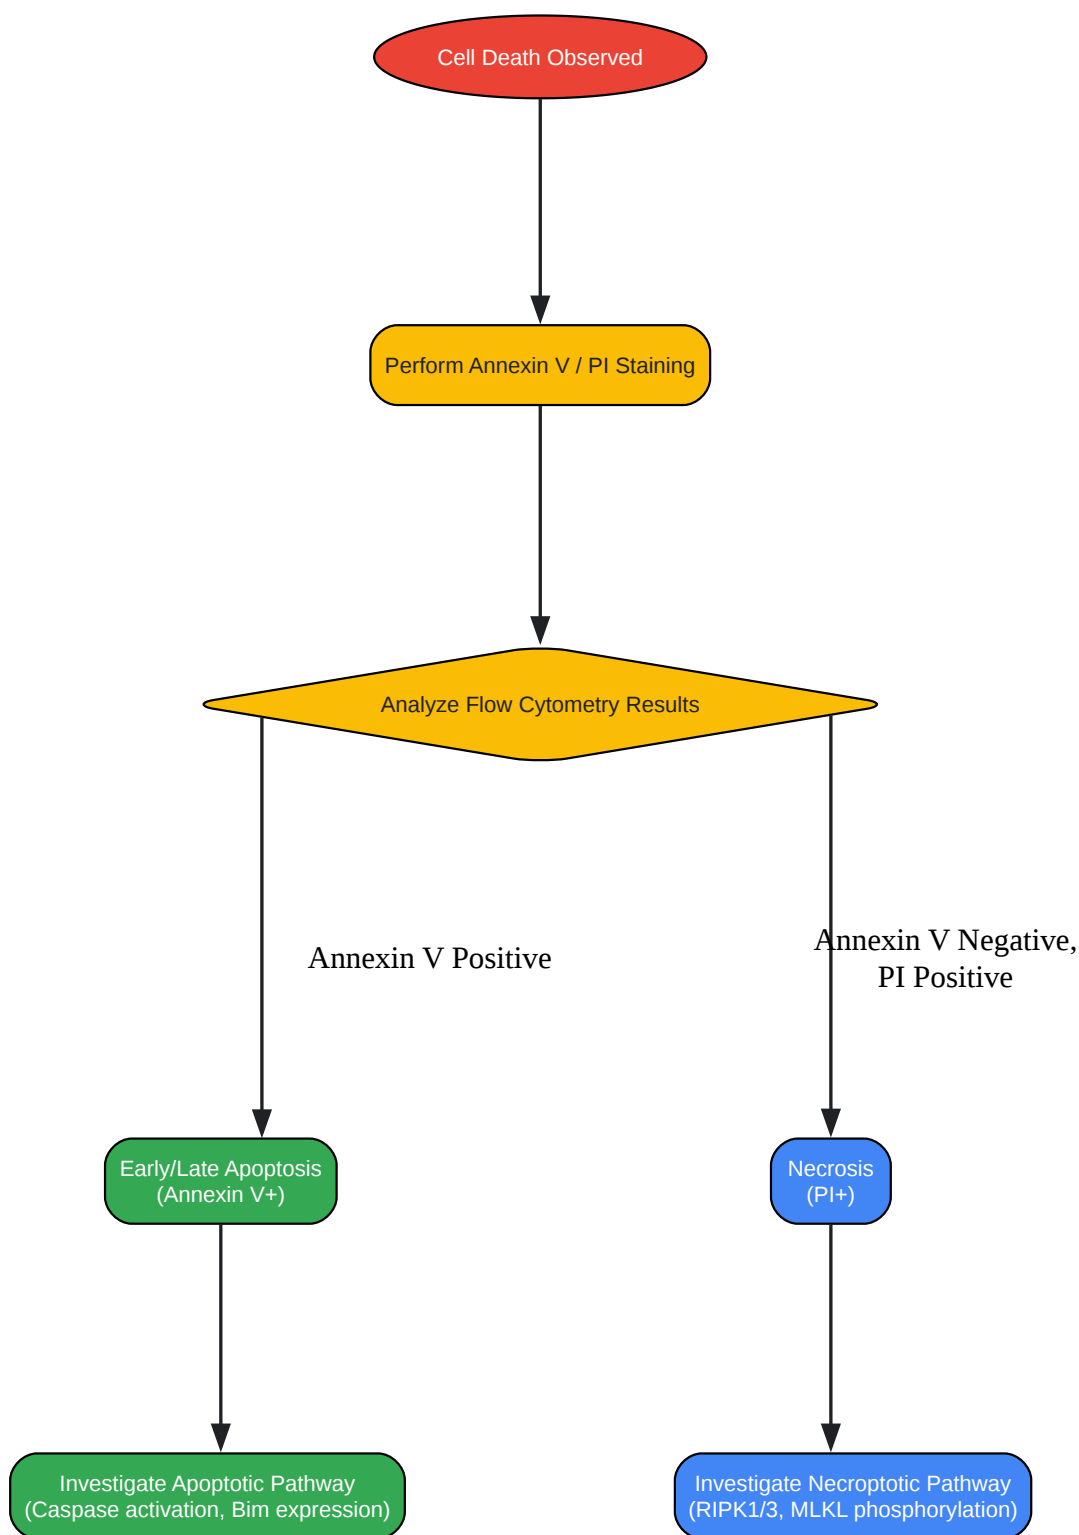 Cell Death Observed
Perform Annexin V / PI Staining
Analyze Flow Cytometry Results
Annexin V Positive
Annexin V Negative,
PI Positive
Early/Late Apoptosis
(Annexin V+)
Necrosis
(PI+)
Investigate Apoptotic Pathway
(Caspase activation, Bim expression)
Investigate Necroptotic Pathway
(RIPK1/3, MLKL phosphorylation)